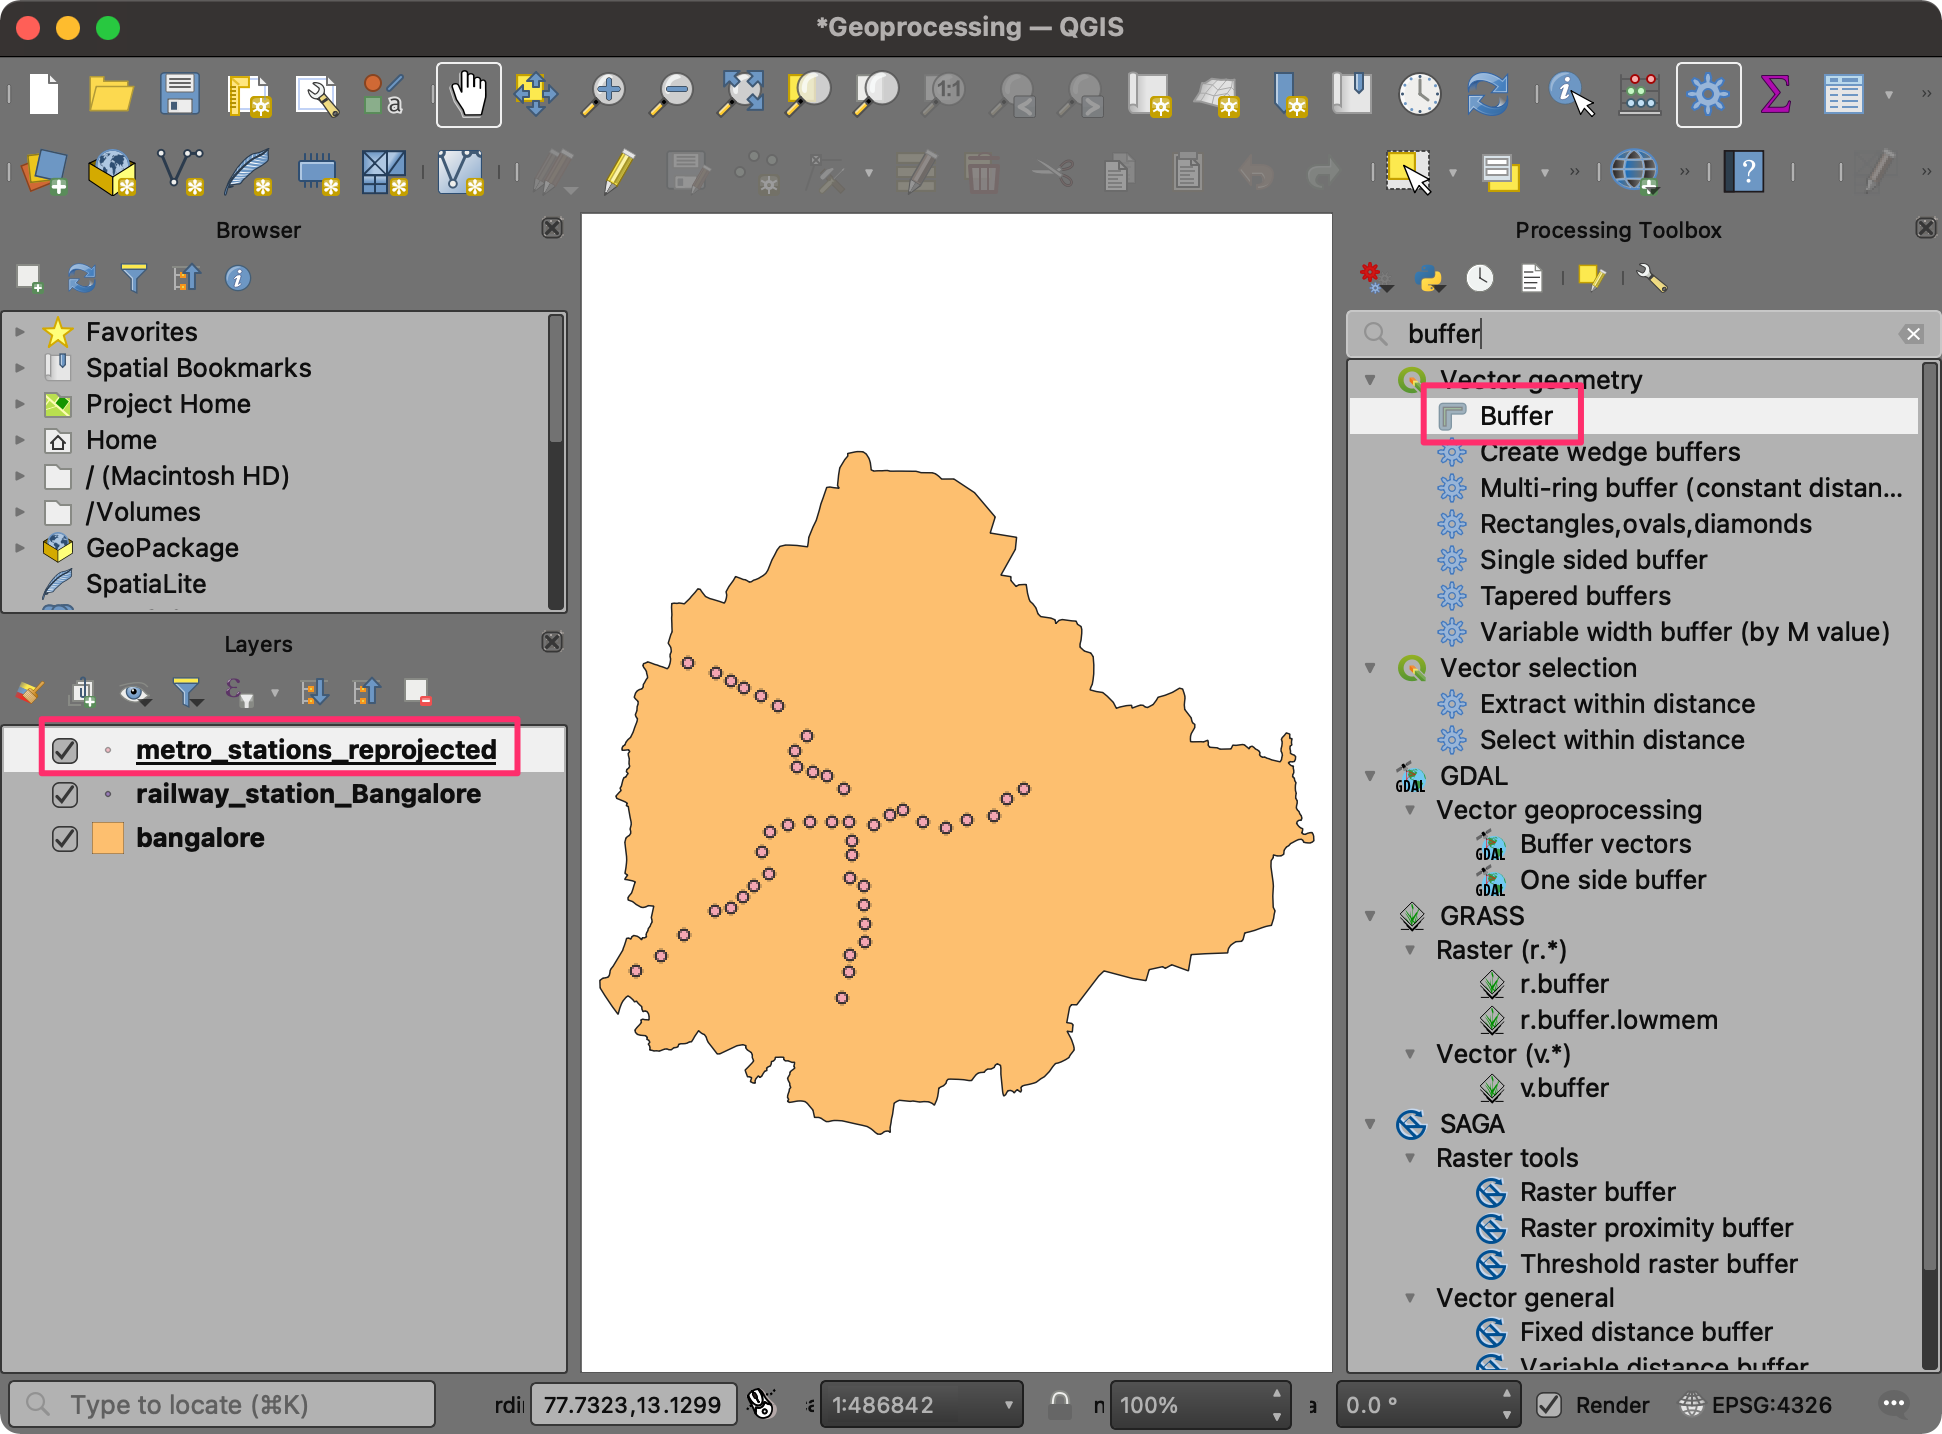 *Geoprocessing — QGIS
1:1
a
Browser
Favorites
Spatial Bookmarks
Project Home
Home
/ (Macintosh HD)
/Volumes
GeoPackage
SpatiaLite
Layers
metro_stations_reprojected
railway_station_Bangalore
bangalore
Processing Toolbox
buffer
Vector geometry
Buffer
Create wedge buffers
Multi-ring buffer (constant distan...
Rectangles,ovals,diamonds
Single sided buffer
Tapered buffers
Variable width buffer (by M value)
Vector selection
Extract within distance
Select within distance
GDAL
Vector geoprocessing
GDAL Buffer vectors
GDAL One side buffer
GRASS
Raster (r.*)
r.buffer
r.buffer.lowmem
Vector (v.*)
v.buffer
SAGA
Raster tools
Raster buffer
Raster proximity buffer
Threshold raster buffer
Vector general
Fixed distance buffer
Variable distance buffer
Type to locate (⌘K)
77.7323,13.1299
1:486842
100%
0.0 °
Render
EPSG:4326